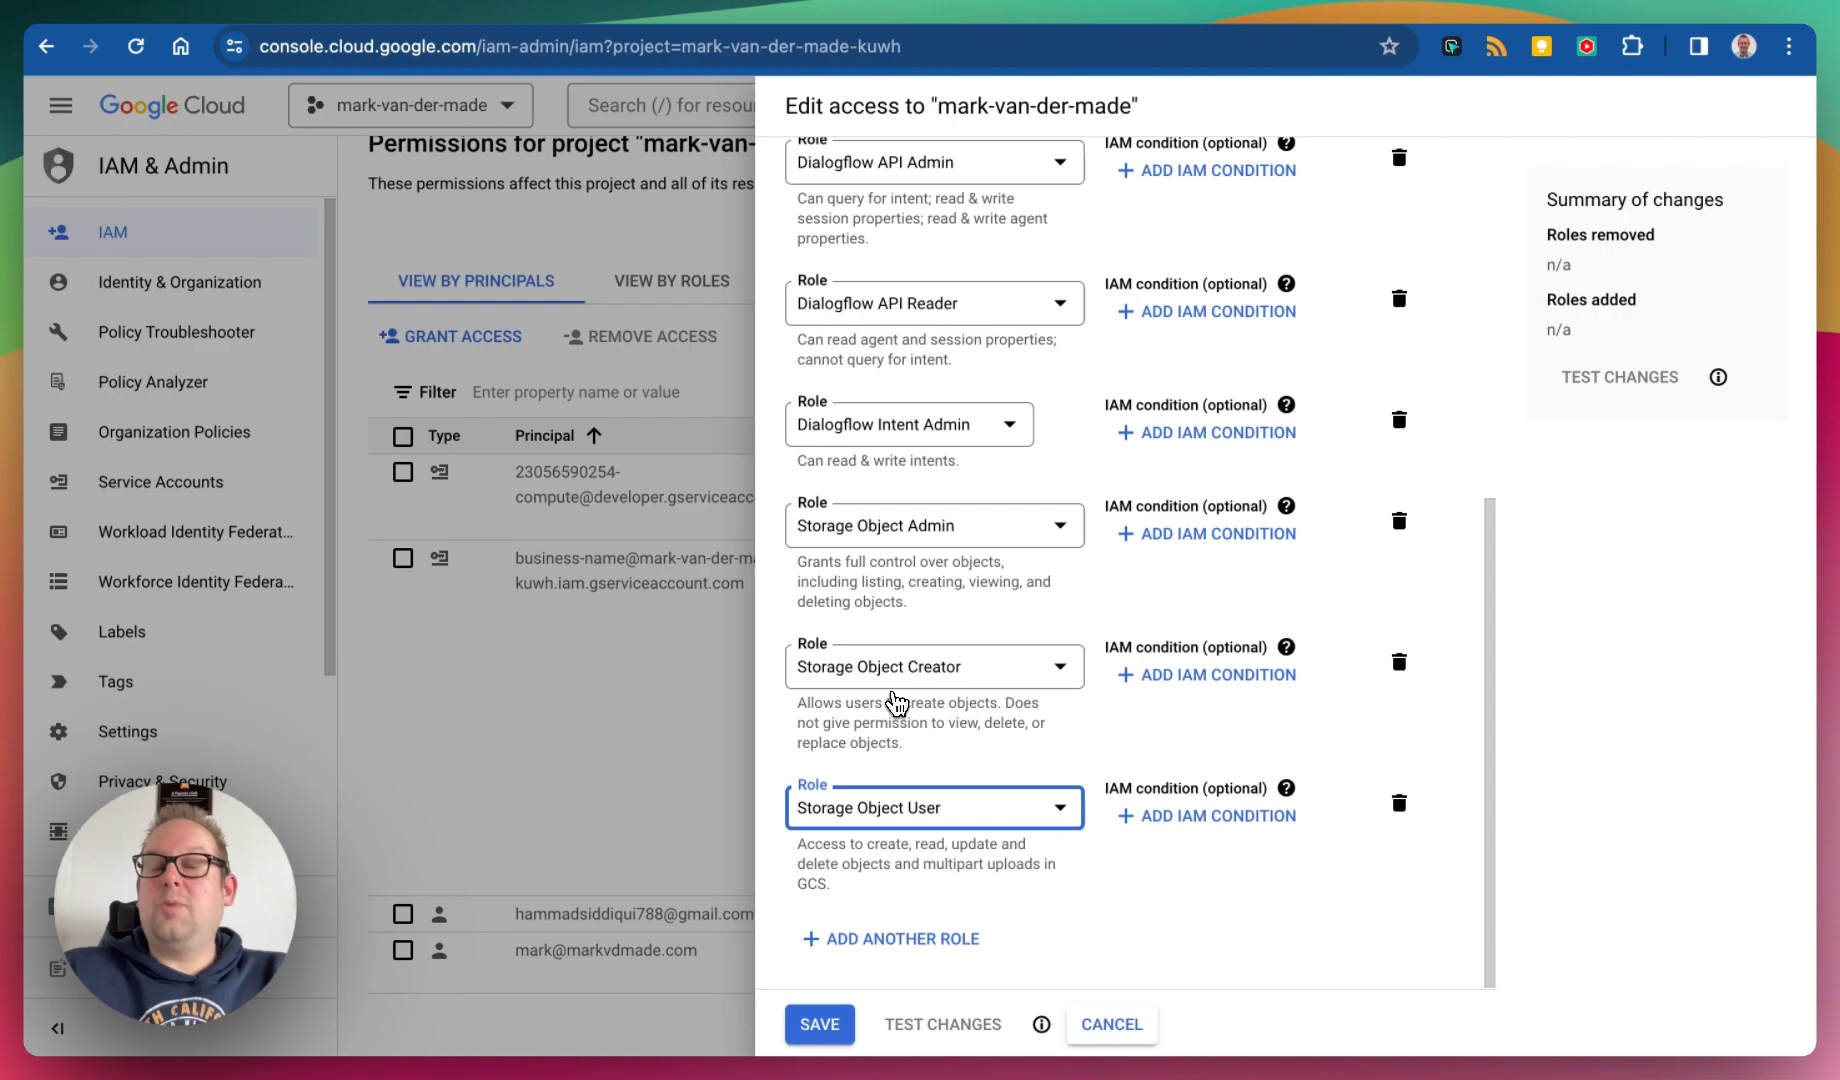 console.cloud.google.com/iam-admin/iam?project=mark-van-der-made-kuwh
Google Cloud
mark-van-der-made
Search (/) for resou
IAM & Admin
IAM
Identity & Organization
Policy Troubleshooter
Policy Analyzer
Organization Policies
Service Accounts
Workload Identity Federat...
Workforce Identity Federa...
Labels
Tags
Settings
Privacy & Security
Permissions for project "mark-van-
These permissions affect this project and all of its res
VIEW BY PRINCIPALS
VIEW BY ROLES
GRANT ACCESS
REMOVE ACCESS
Filter Enter property name or value
Type Principal
23056590254-
compute@developer.gserviceacc
business-name@mark-van-der-ma
kuwh.iam.gserviceaccount.com
hammadsiddiqui788@gmail.com
mark@markvdmade.com
Edit access to "mark-van-der-made"
Role
Dialogflow API Admin
IAM condition (optional)
ADD IAM CONDITION
Can query for intent; read & write
session properties; read & write agent
properties.
Role
Dialogflow API Reader
IAM condition (optional)
ADD IAM CONDITION
Can read agent and session properties;
cannot query for intent.
Role
Dialogflow Intent Admin
IAM condition (optional)
ADD IAM CONDITION
Can read & write intents.
Role
Storage Object Admin
IAM condition (optional)
ADD IAM CONDITION
Grants full control over objects,
including listing, creating, viewing, and
deleting objects.
Role
Storage Object Creator
IAM condition (optional)
ADD IAM CONDITION
Allows users create objects. Does
not give permission to view, delete, or
replace objects.
Role
Storage Object User
IAM condition (optional)
ADD IAM CONDITION
Access to create, read, update and
delete objects and multipart uploads in
GCS.
ADD ANOTHER ROLE
SAVE
TEST CHANGES
CANCEL
Summary of changes
Roles removed
n/a
Roles added
n/a
TEST CHANGES